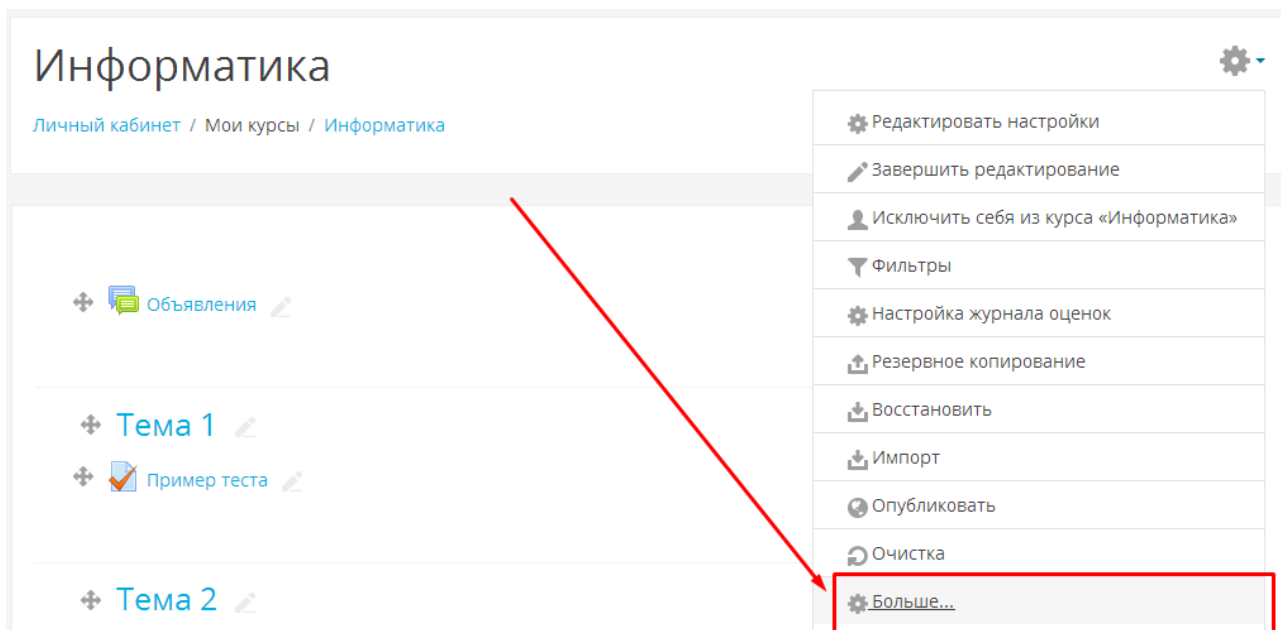 Информатика
Личный кабинет / Мои курсы / Информатика
Редактировать настройки
Завершить редактирование
Исключить себя из курса «Информатика»
Фильтры
Настройка журнала оценок
Резервное копирование
Восстановить
Импорт
Опубликовать
Очистка
Больше...
Объявления
Тема 1
Пример теста
Тема 2